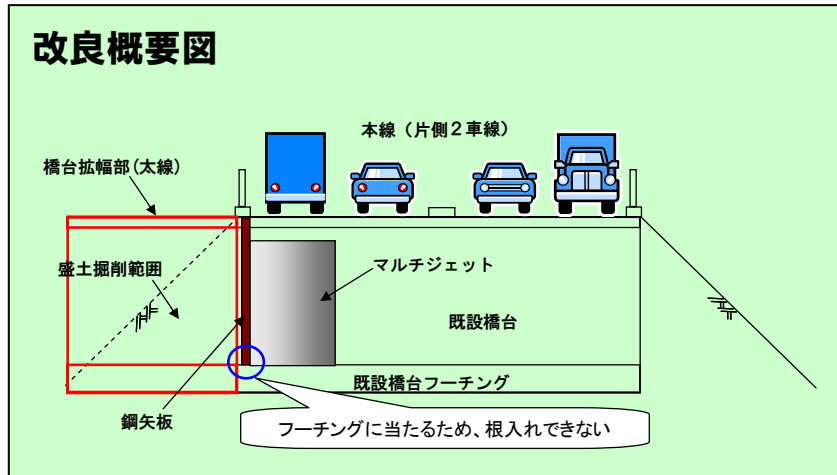 改良概要図
本線（片側２車線）
橋台拡幅部(太線)
盛土掘削範囲
マルチジェット
既設橋台
既設橋台フーチング
鋼矢板
フーチングに当たるため、根入れできない